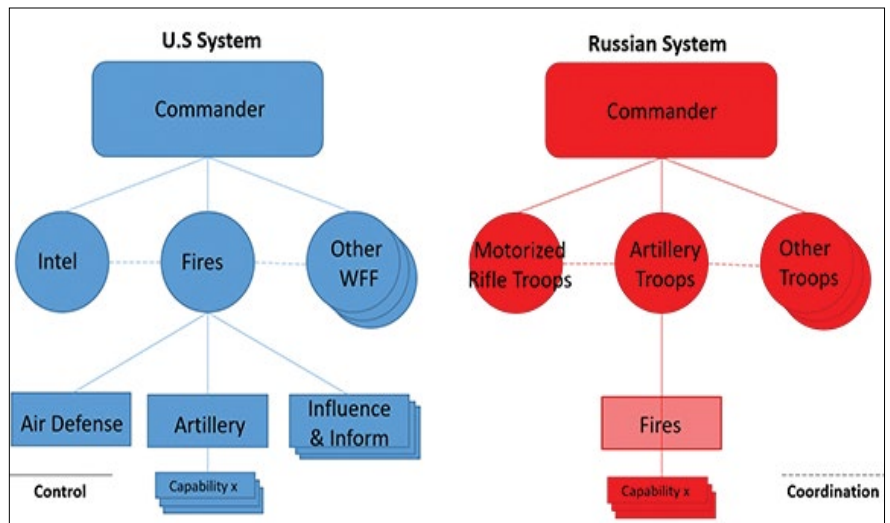 U.S System
Commander
Intel
Fires
Other
WFF
Air Defense
Artillery
Influence
& Inform
Capability x
Control
Russian System
Commander
Motorized
Rifle Troops
Artillery
Troops
Other
Troops
Fires
Capability x
Coordination